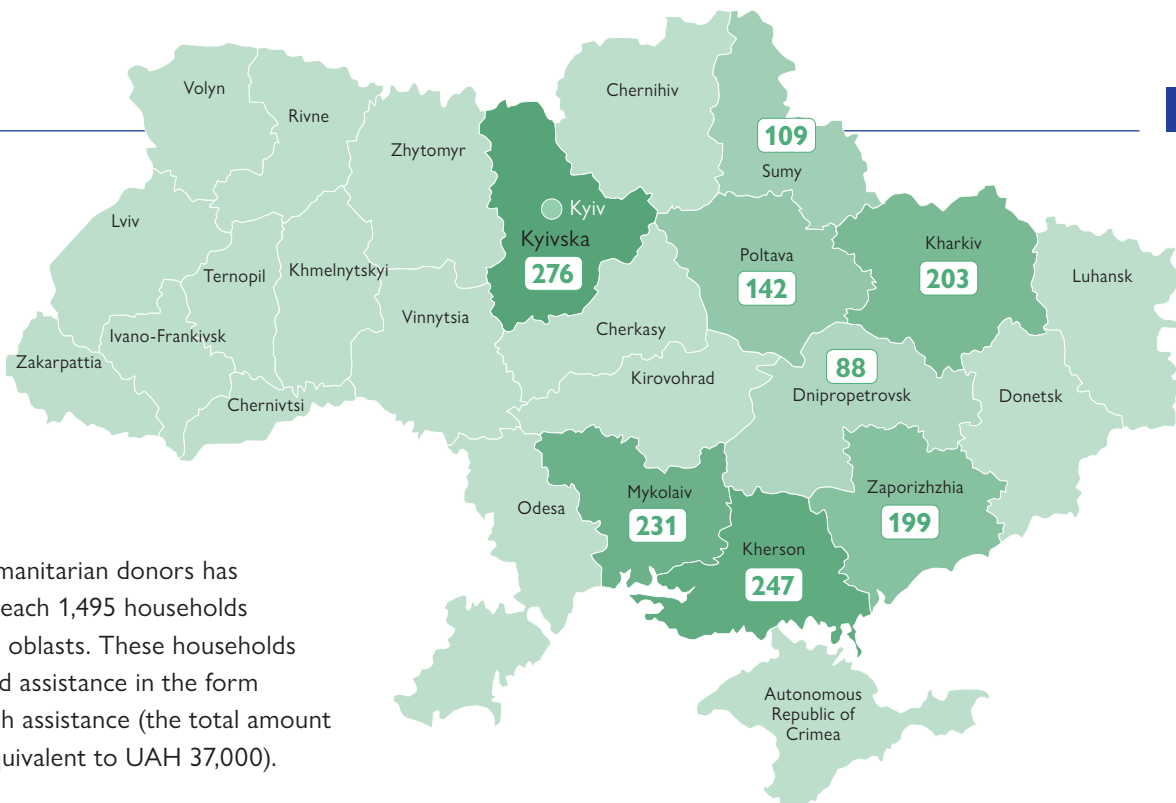 Volyn
Rivne
Zhytomyr
Chernihiv
109
Sumy
Lviv
Kyiv
Kyivska
276
Ternopil
Khmelnytskyi
Poltava
142
Kharkiv
203
Luhansk
Ivano-Frankivsk
Zakarpattia
Vinnytsia
Cherkasy
Kirovohrad
88
Dnipropetrovsk
Donetsk
Chernivtsi
Odesa
Mykolaiv
231
Zaporizhzhia
199
Kherson
247
Autonomous
Republic of
Crimea
manitarian donors has
each 1,495 households
oblasts. These households
d assistance in the form
h assistance (the total amount
quivalent to UAH 37,000).